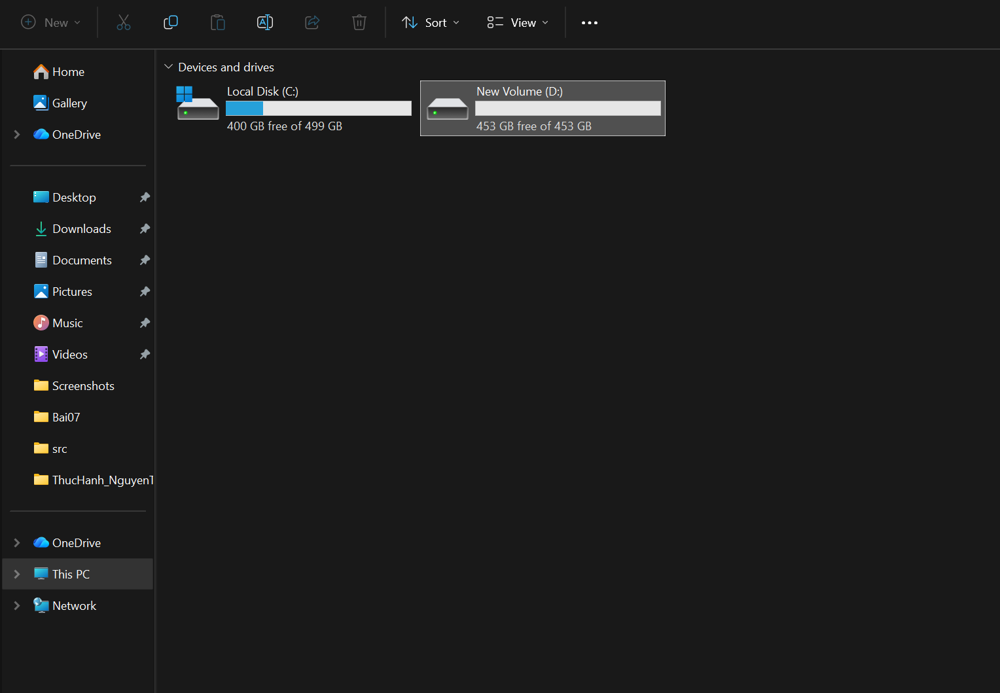 New
Sort
View
Home
Gallery
OneDrive
Desktop
Downloads
Documents
Pictures
Music
Videos
Screenshots
Bai07
src
ThucHanh_NguyenT
OneDrive
This PC
Network
Devices and drives
Local Disk (C:)
400 GB free of 499 GB
New Volume (D:)
453 GB free of 453 GB